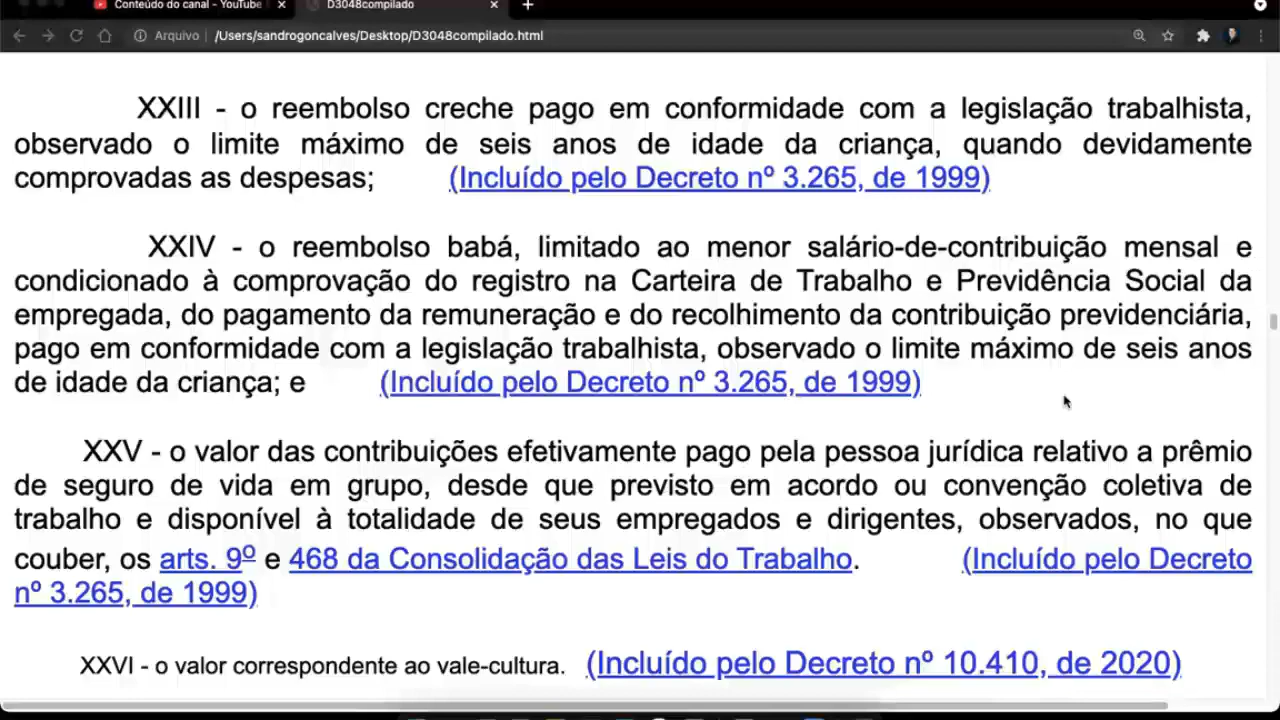 Conteúdo do canal - YouTube
D3048compilado
Arquivo | /Users/sandrogoncalves/Desktop/D3048compilado.html
XXIII - o reembolso creche pago em conformidade com a legislação trabalhista,
observado o limite máximo de seis anos de idade da criança, quando devidamente
comprovadas as despesas; (Incluído pelo Decreto nº 3.265, de 1999)
XXIV - o reembolso babá, limitado ao menor salário-de-contribuição mensal e
condicionado à comprovação do registro na Carteira de Trabalho e Previdência Social da
empregada, do pagamento da remuneração e do recolhimento da contribuição previdenciária,
pago em conformidade com a legislação trabalhista, observado o limite máximo de seis anos
de idade da criança; e (Incluído pelo Decreto nº 3.265, de 1999)
XXV - o valor das contribuições efetivamente pago pela pessoa jurídica relativo a prêmio
de seguro de vida em grupo, desde que previsto em acordo ou convenção coletiva de
trabalho e disponível à totalidade de seus empregados e dirigentes, observados, no que
couber, os arts. 9º e 468 da Consolidação das Leis do Trabalho. (Incluído pelo Decreto
nº 3.265, de 1999)
XXVI - o valor correspondente ao vale-cultura. (Incluído pelo Decreto nº 10.410, de 2020)